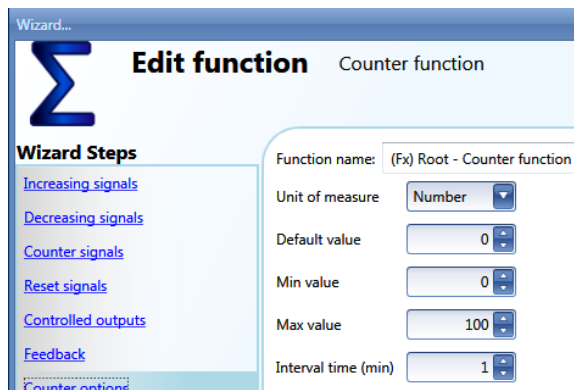 Wizard...
Edit function Counter function
Wizard Steps
Increasing signals
Decreasing signals
Counter signals
Reset signals
Controlled outputs
Feedback
Counter options
Function name: (Fx) Root - Counter function
Unit of measure Number
Default value 0
Min value 0
Max value 100
Interval time (min) 1